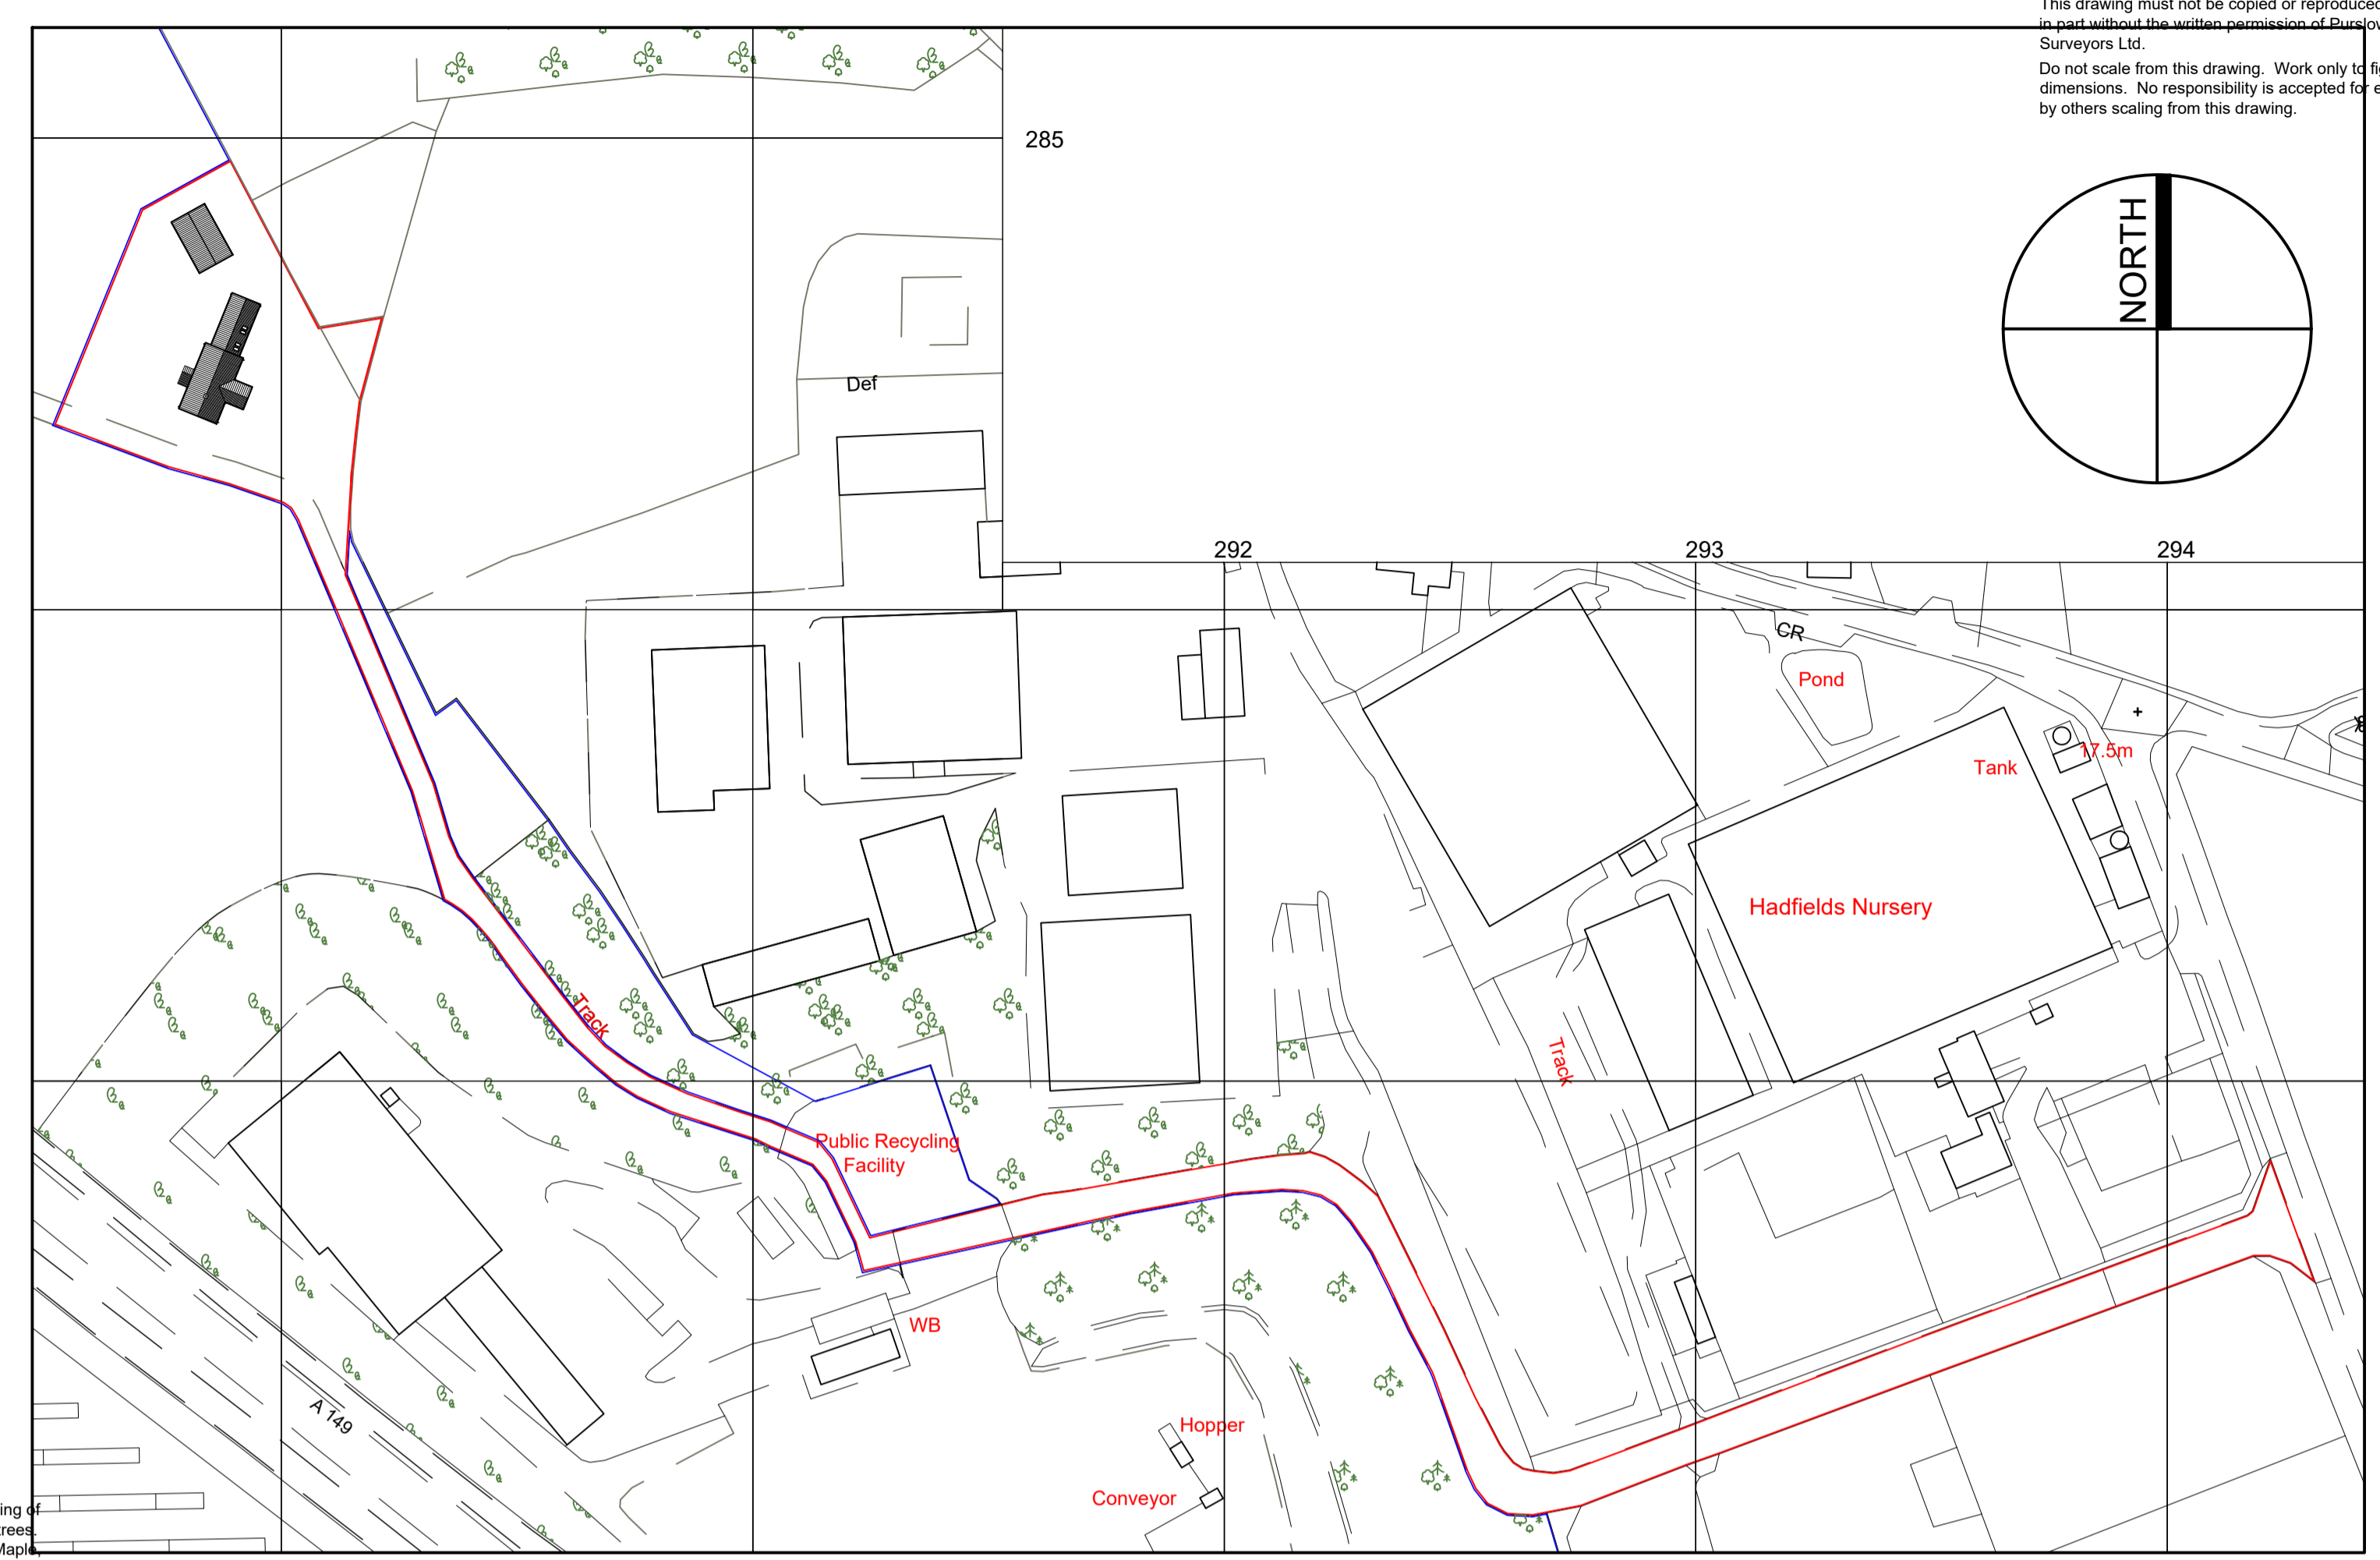 This drawing must not be copied or reproduced
in part without the written permission of
Surveyors Ltd.
Do not scale from this drawing. Work only to
dimensions. No responsibility is accepted for
by others scaling from this drawing.
285
NORTH
Def
292
293
294
CR
Pond
17.5m
Tank
Hadfields Nursery
Track
Track
Public Recycling
Facility
WB
A 149
Hopper
Conveyor
of
trees.
Maple,